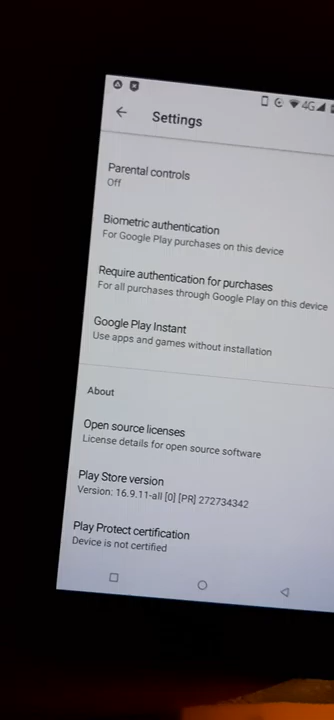 4G
Settings
Parental controls
Off
Biometric authentication
For Google Play purchases on this device
Require authentication for purchases
For all purchases through Google Play on this device
Google Play Instant
Use apps and games without installation
About
Open source licenses
License details for open source software
Play Store version
Version: 16.9.11-all [0] [PR] 272734342
Play Protect certification
Device is not certified